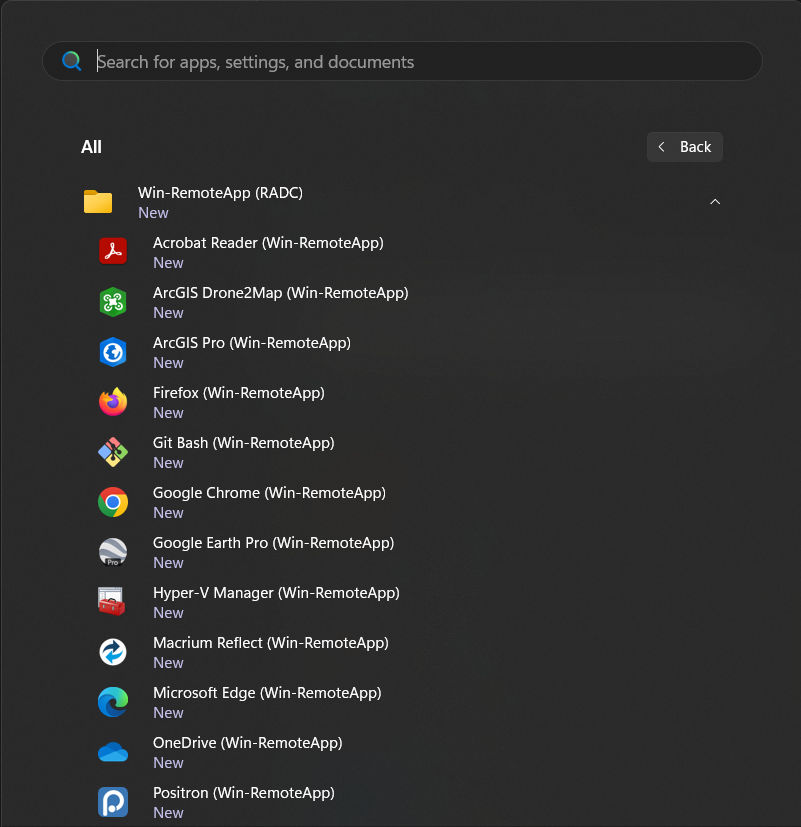 Search for apps, settings, and documents
All
Back
Win-RemoteApp (RADC)
New
Acrobat Reader (Win-RemoteApp)
New
ArcGIS Drone2Map (Win-RemoteApp)
New
ArcGIS Pro (Win-RemoteApp)
New
Firefox (Win-RemoteApp)
New
Git Bash (Win-RemoteApp)
New
Google Chrome (Win-RemoteApp)
New
Google Earth Pro (Win-RemoteApp)
Pro
New
Hyper-V Manager (Win-RemoteApp)
New
Macrium Reflect (Win-RemoteApp)
New
Microsoft Edge (Win-RemoteApp)
New
OneDrive (Win-RemoteApp)
New
Positron (Win-RemoteApp)
New